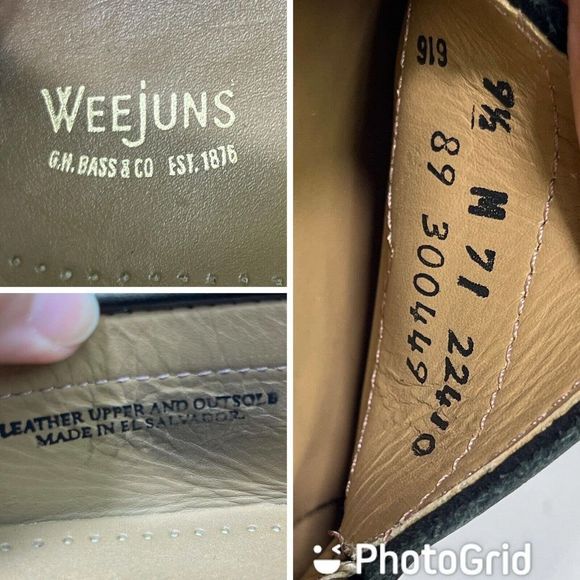 WEEJUNS
G.H. BASS & CO EST. 1876
LEATHER UPPER AND OUTSOLE
MADE IN EL SALVADOR.
616
9½ M 71 22410
89 300449
PhotoGrid